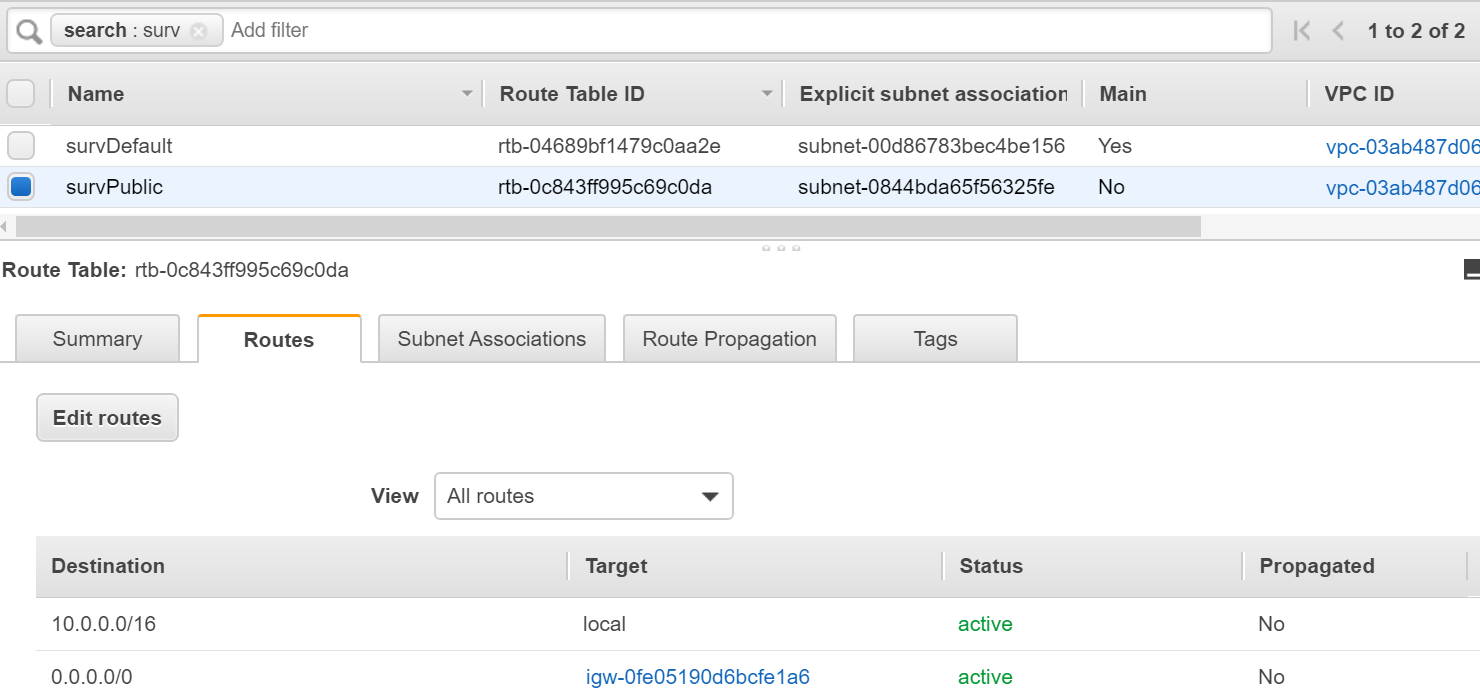 search : surv Add filter 1 to 2 of 2
Name Route Table ID Explicit subnet association Main VPC ID
survDefault rtb-04689bf1479c0aa2e subnet-00d86783bec4be156 Yes vpc-03ab487d06
survPublic rtb-0c843ff995c69c0da subnet-0844bda65f56325fe No vpc-03ab487d06
Route Table: rtb-0c843ff995c69c0da
Summary Routes Subnet Associations Route Propagation Tags
Edit routes
View All routes
Destination Target Status Propagated
10.0.0.0/16 local active No
0.0.0.0/0 igw-0fe05190d6bcfe1a6 active No